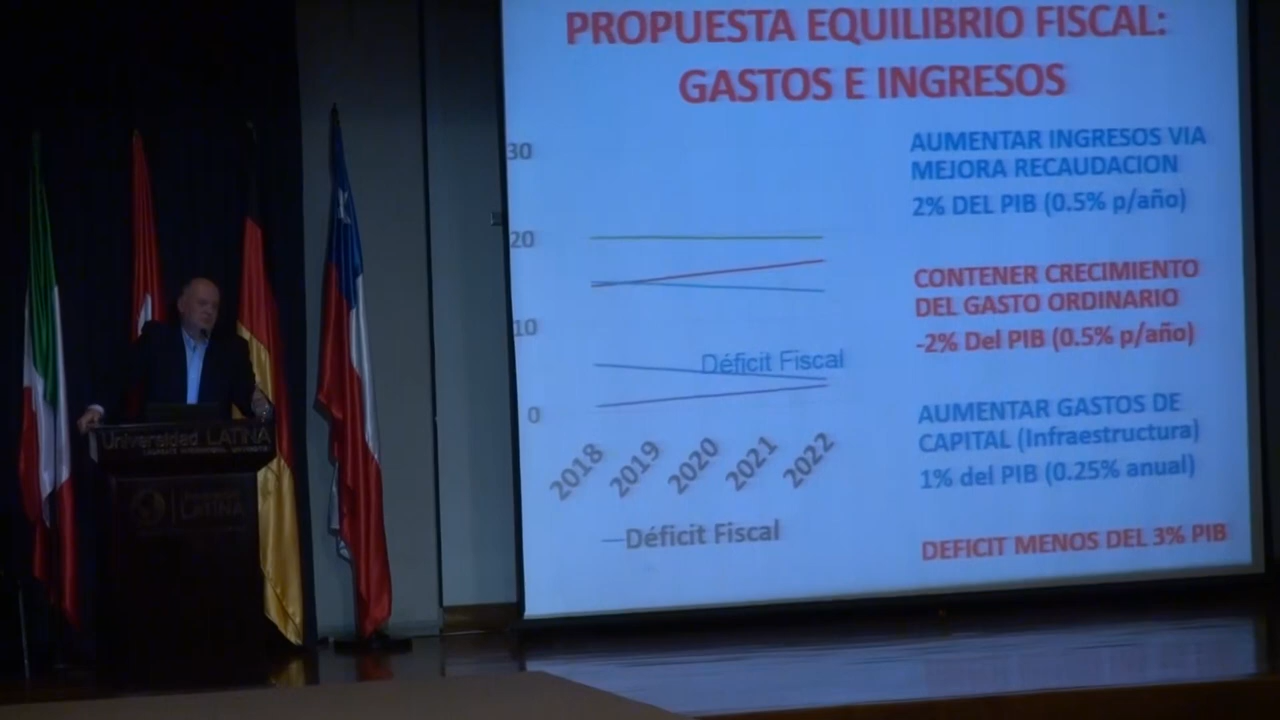 PROPUESTA EQUILIBRIO FISCAL:
GASTOS E INGRESOS
30
20
10
0
Déficit Fiscal
2018
2019
2020
2021
2022
Déficit Fiscal
AUMENTAR INGRESOS VIA
MEJORA RECAUDACION
2% DEL PIB (0.5% p/año)
CONTENER CRECIMIENTO
DEL GASTO ORDINARIO
-2% Del PIB (0.5% p/año)
AUMENTAR GASTOS DE
CAPITAL (Infraestructura)
1% del PIB (0.25% anual)
DEFICIT MENOS DEL 3% PIB
Universidad LATINA
LATINA